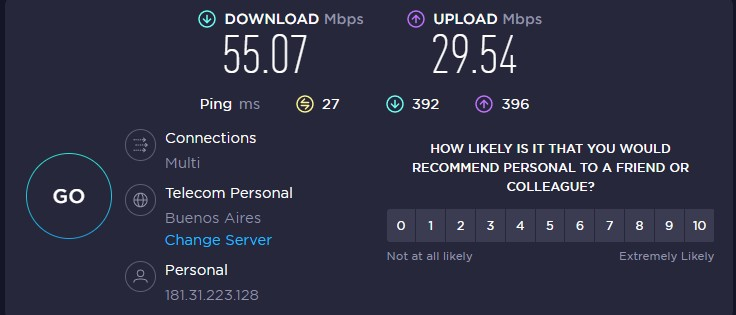 DOWNLOAD Mbps
55.07
UPLOAD Mbps
29.54
Ping ms 27 392 396
Connections
Multi
GO
Telecom Personal
Buenos Aires
Change Server
Personal
181.31.223.128
HOW LIKELY IS IT THAT YOU WOULD
RECOMMEND PERSONAL TO A FRIEND OR
COLLEAGUE?
0 1 2 3 4 5 6 7 8 9 10
Not at all likely Extremely Likely